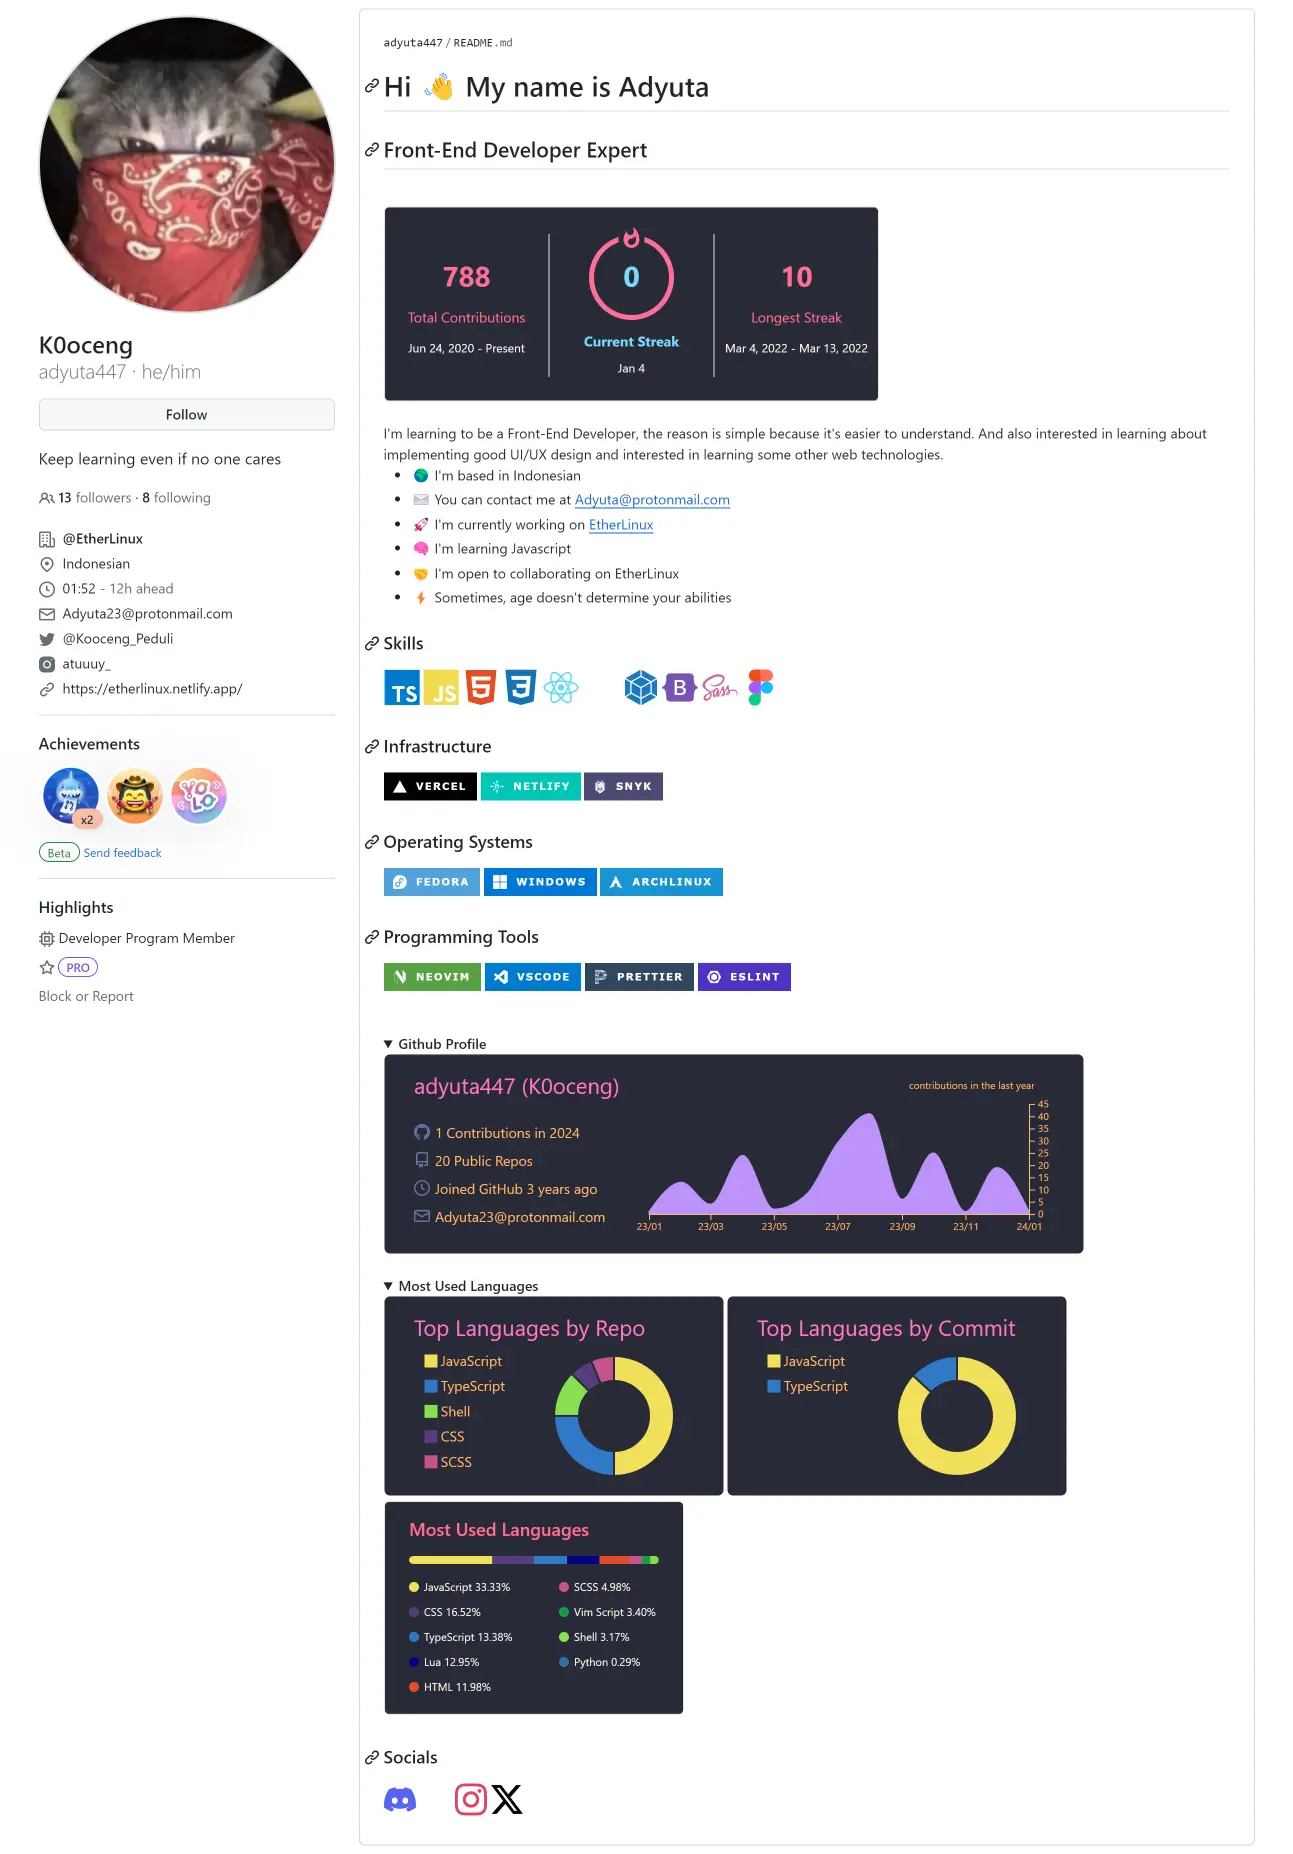 K0oceng
adyuta447 · he/him
Follow
Keep learning even if no one cares
13 followers · 8 following
@EtherLinux
Indonesian
01:52 - 12h ahead
Adyuta23@protonmail.com
@Kooceng_Peduli
atuuuy_
https://etherlinux.netlify.app/
Achievements
x2
YOLO
Beta Send feedback
Highlights
Developer Program Member
PRO
Block or Report
adyuta447 / README.md
Hi 👋 My name is Adyuta
Front-End Developer Expert
788
Total Contributions
Jun 24, 2020 - Present
0
Current Streak
Jan 4
10
Longest Streak
Mar 4, 2022 - Mar 13, 2022
I'm learning to be a Front-End Developer, the reason is simple because it's easier to understand. And also interested in learning about
implementing good UI/UX design and interested in learning some other web technologies.
• 🌍 I'm based in Indonesian
• ✉️ You can contact me at Adyuta@protonmail.com
• 🚀 I'm currently working on EtherLinux
• 🧠 I'm learning Javascript
• 🤝 I'm open to collaborating on EtherLinux
• ⚡ Sometimes, age doesn't determine your abilities
Skills
TS JS 5 3 B Sass
Infrastructure
VERCEL NETLIFY SNYK
Operating Systems
FEDORA WINDOWS ARCHLINUX
Programming Tools
NEOVIM VSCODE PRETTIER ESLINT
▼ Github Profile
adyuta447 (K0oceng)
1 Contributions in 2024
20 Public Repos
Joined GitHub 3 years ago
Adyuta23@protonmail.com
contributions in the last year
45
40
35
30
25
20
15
10
5
0
23/01 23/03 23/05 23/07 23/09 23/11 24/01
▼ Most Used Languages
Top Languages by Repo
JavaScript
TypeScript
Shell
CSS
SCSS
Top Languages by Commit
JavaScript
TypeScript
Most Used Languages
JavaScript 33.33%
CSS 16.52%
TypeScript 13.38%
Lua 12.95%
HTML 11.98%
SCSS 4.98%
Vim Script 3.40%
Shell 3.17%
Python 0.29%
Socials